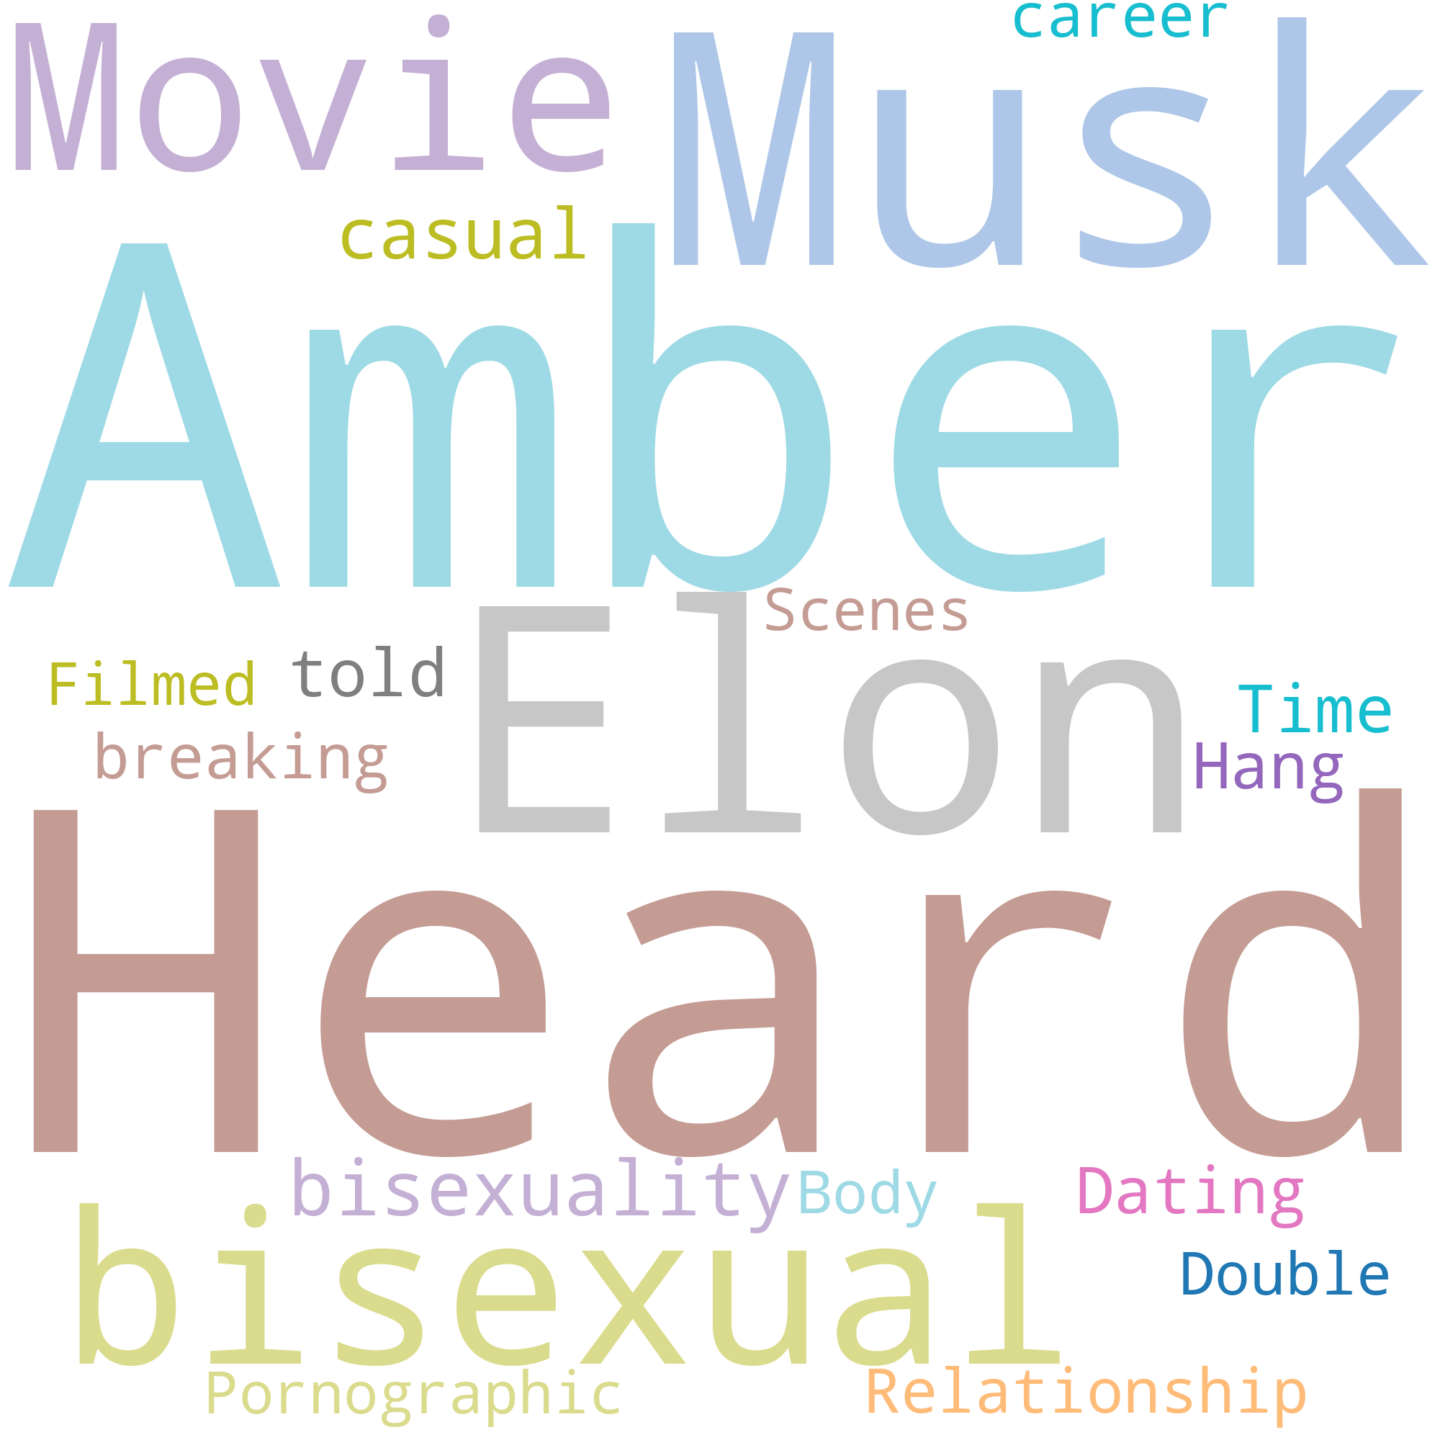 career
Movie Musk
casual
Amber
Scenes
Elon
told
Filmed
Time
breaking
Hang
Heard
bisexuality
Body
Dating
bisexual
Double
Pornographic
Relationship